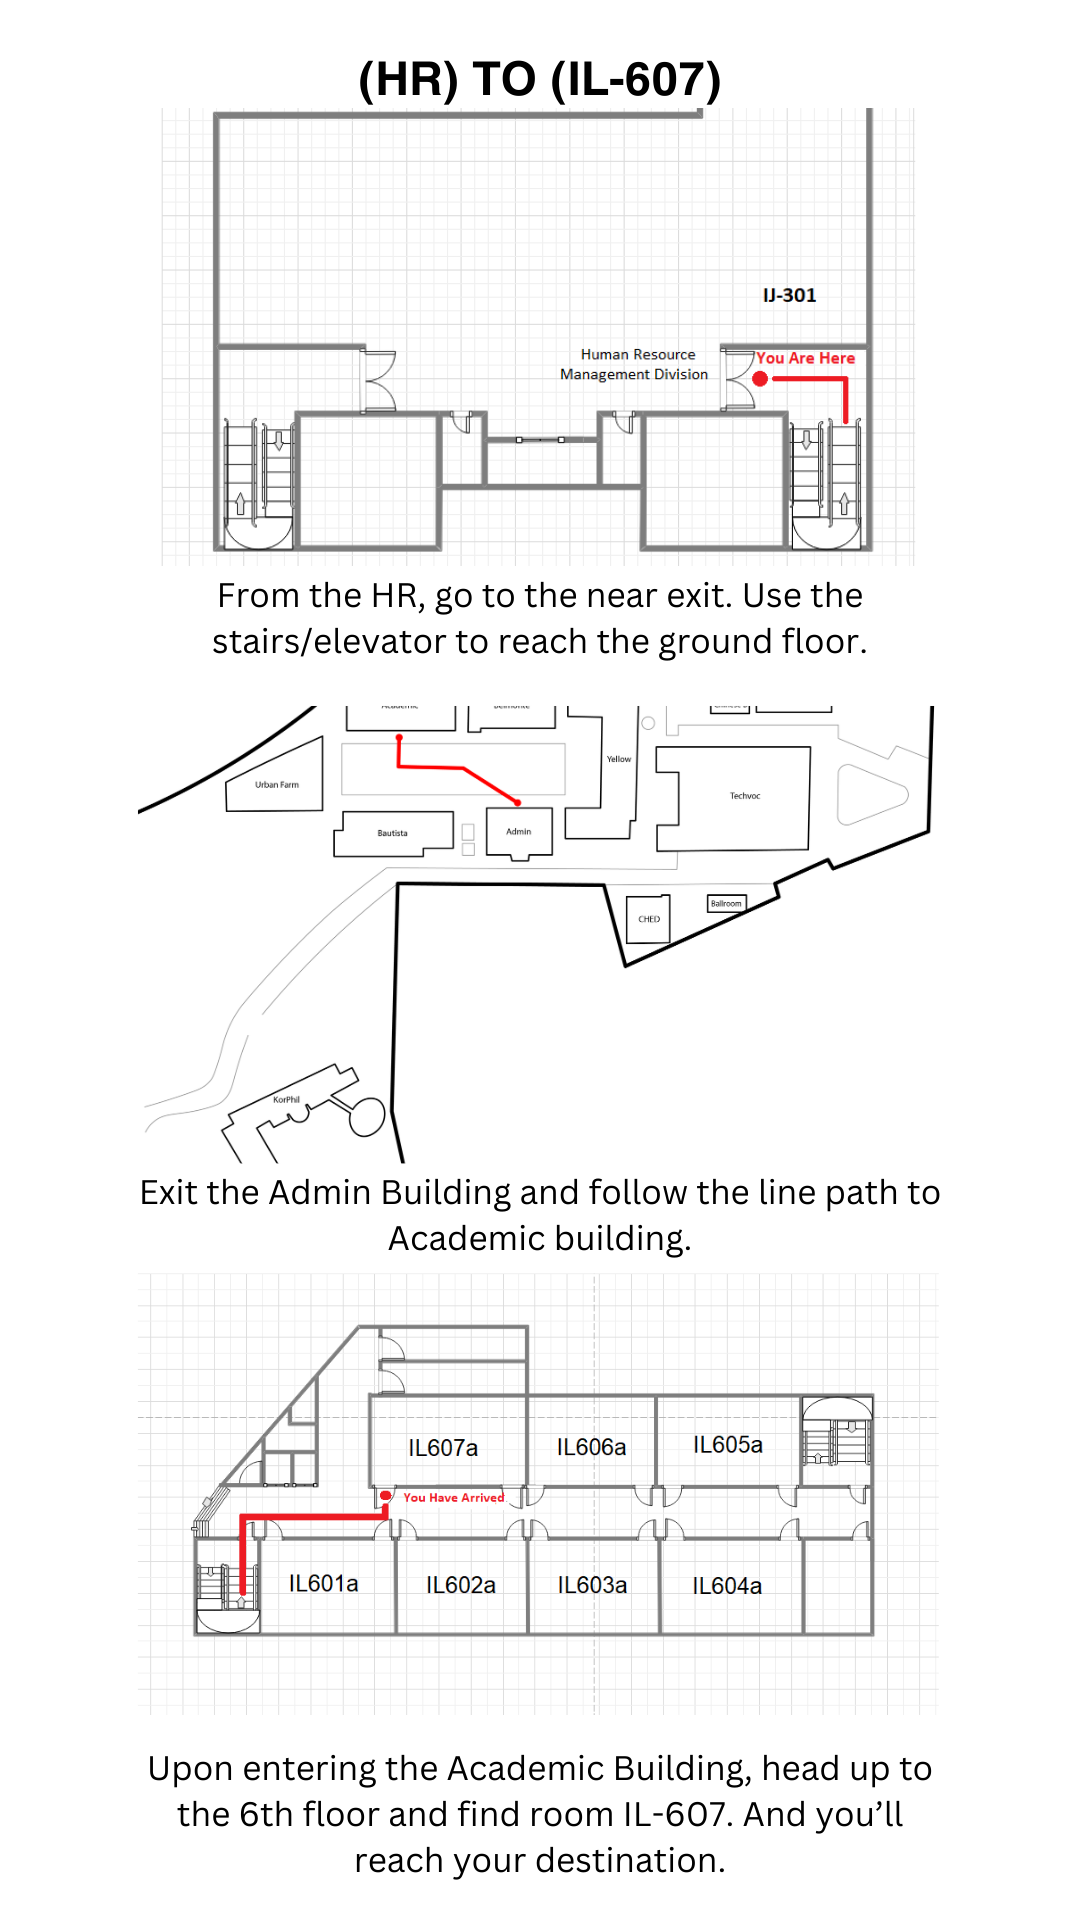 (HR) TO (IL-607)
IJ-301
Human Resource
Management Division
You Are Here
From the HR, go to the near exit. Use the
stairs/elevator to reach the ground floor.
Academic
Belmonte
Yellow
Urban Farm
Techvoc
Bautista
Admin
CHED
Ballroom
KorPhil
Exit the Admin Building and follow the line path to
Academic building.
IL607a
IL606a
IL605a
You Have Arrived
IL601a
IL602a
IL603a
IL604a
Upon entering the Academic Building, head up to
the 6th floor and find room IL-607. And you’ll
reach your destination.